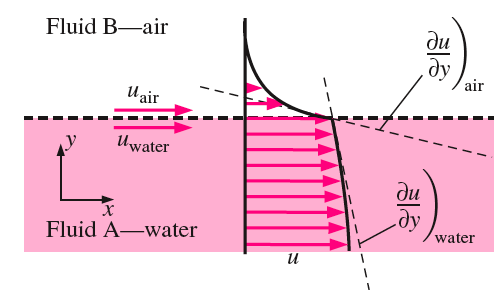 Fluid B—air
∂u
∂y
)air
uair
uwater
y
x
Fluid A—water
u
∂u
∂y
)water